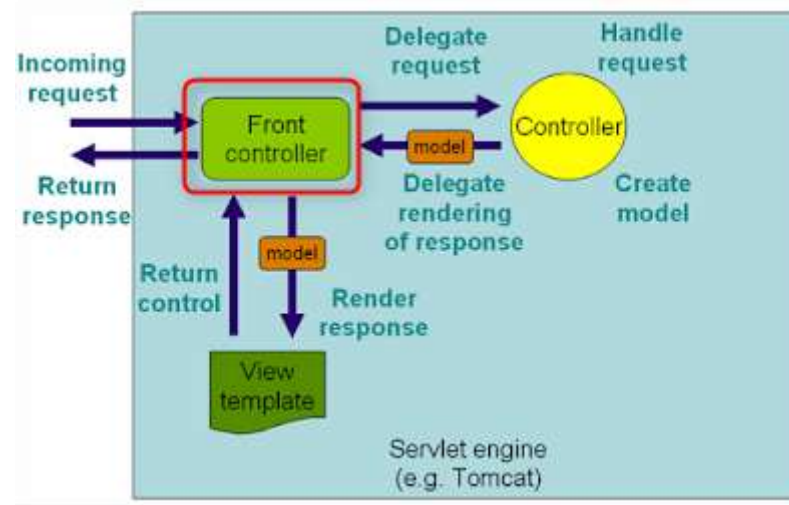 Incoming
request
Return
response
Front
controller
Delegate
request
Handle
request
Controller
model
Delegate
rendering
of response
Create
model
model
Return
control
Render
response
View
template
Servlet engine
(e.g. Tomcat)